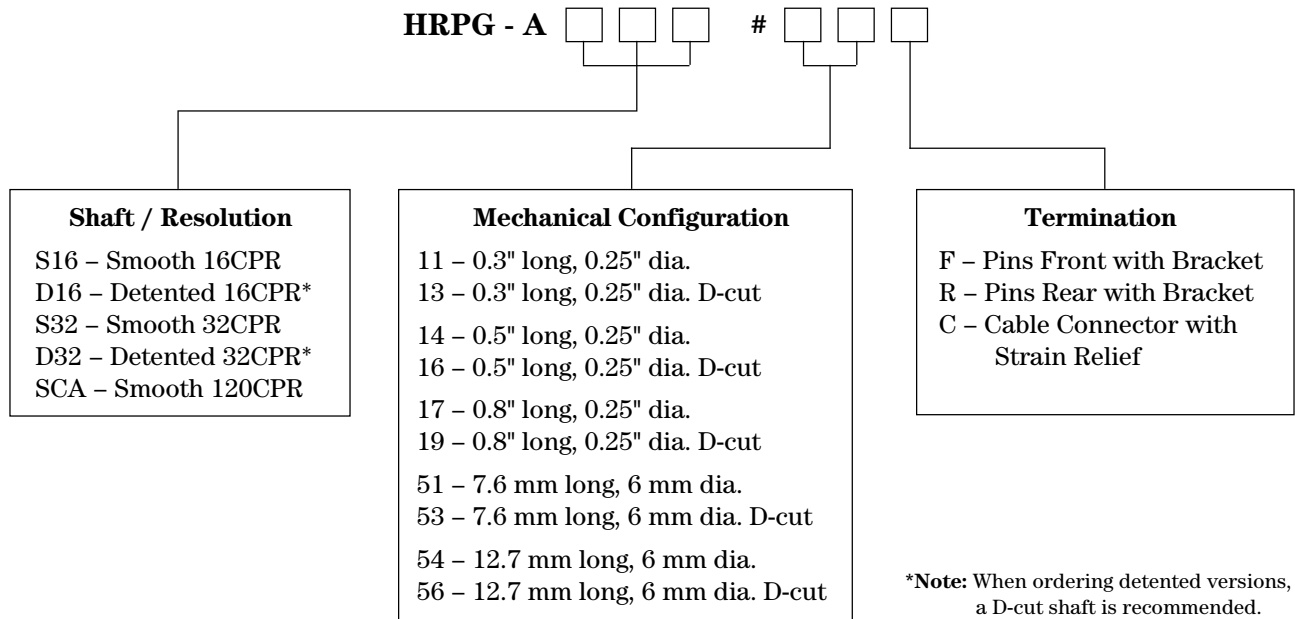 HRPG - A #
Shaft / Resolution
S16 – Smooth 16CPR
D16 – Detented 16CPR*
S32 – Smooth 32CPR
D32 – Detented 32CPR*
SCA – Smooth 120CPR
Mechanical Configuration
11 – 0.3" long, 0.25" dia.
13 – 0.3" long, 0.25" dia. D-cut
14 – 0.5" long, 0.25" dia.
16 – 0.5" long, 0.25" dia. D-cut
17 – 0.8" long, 0.25" dia.
19 – 0.8" long, 0.25" dia. D-cut
51 – 7.6 mm long, 6 mm dia.
53 – 7.6 mm long, 6 mm dia. D-cut
54 – 12.7 mm long, 6 mm dia.
56 – 12.7 mm long, 6 mm dia. D-cut
Termination
F – Pins Front with Bracket
R – Pins Rear with Bracket
C – Cable Connector with
Strain Relief
*Note: When ordering detented versions,
a D-cut shaft is recommended.